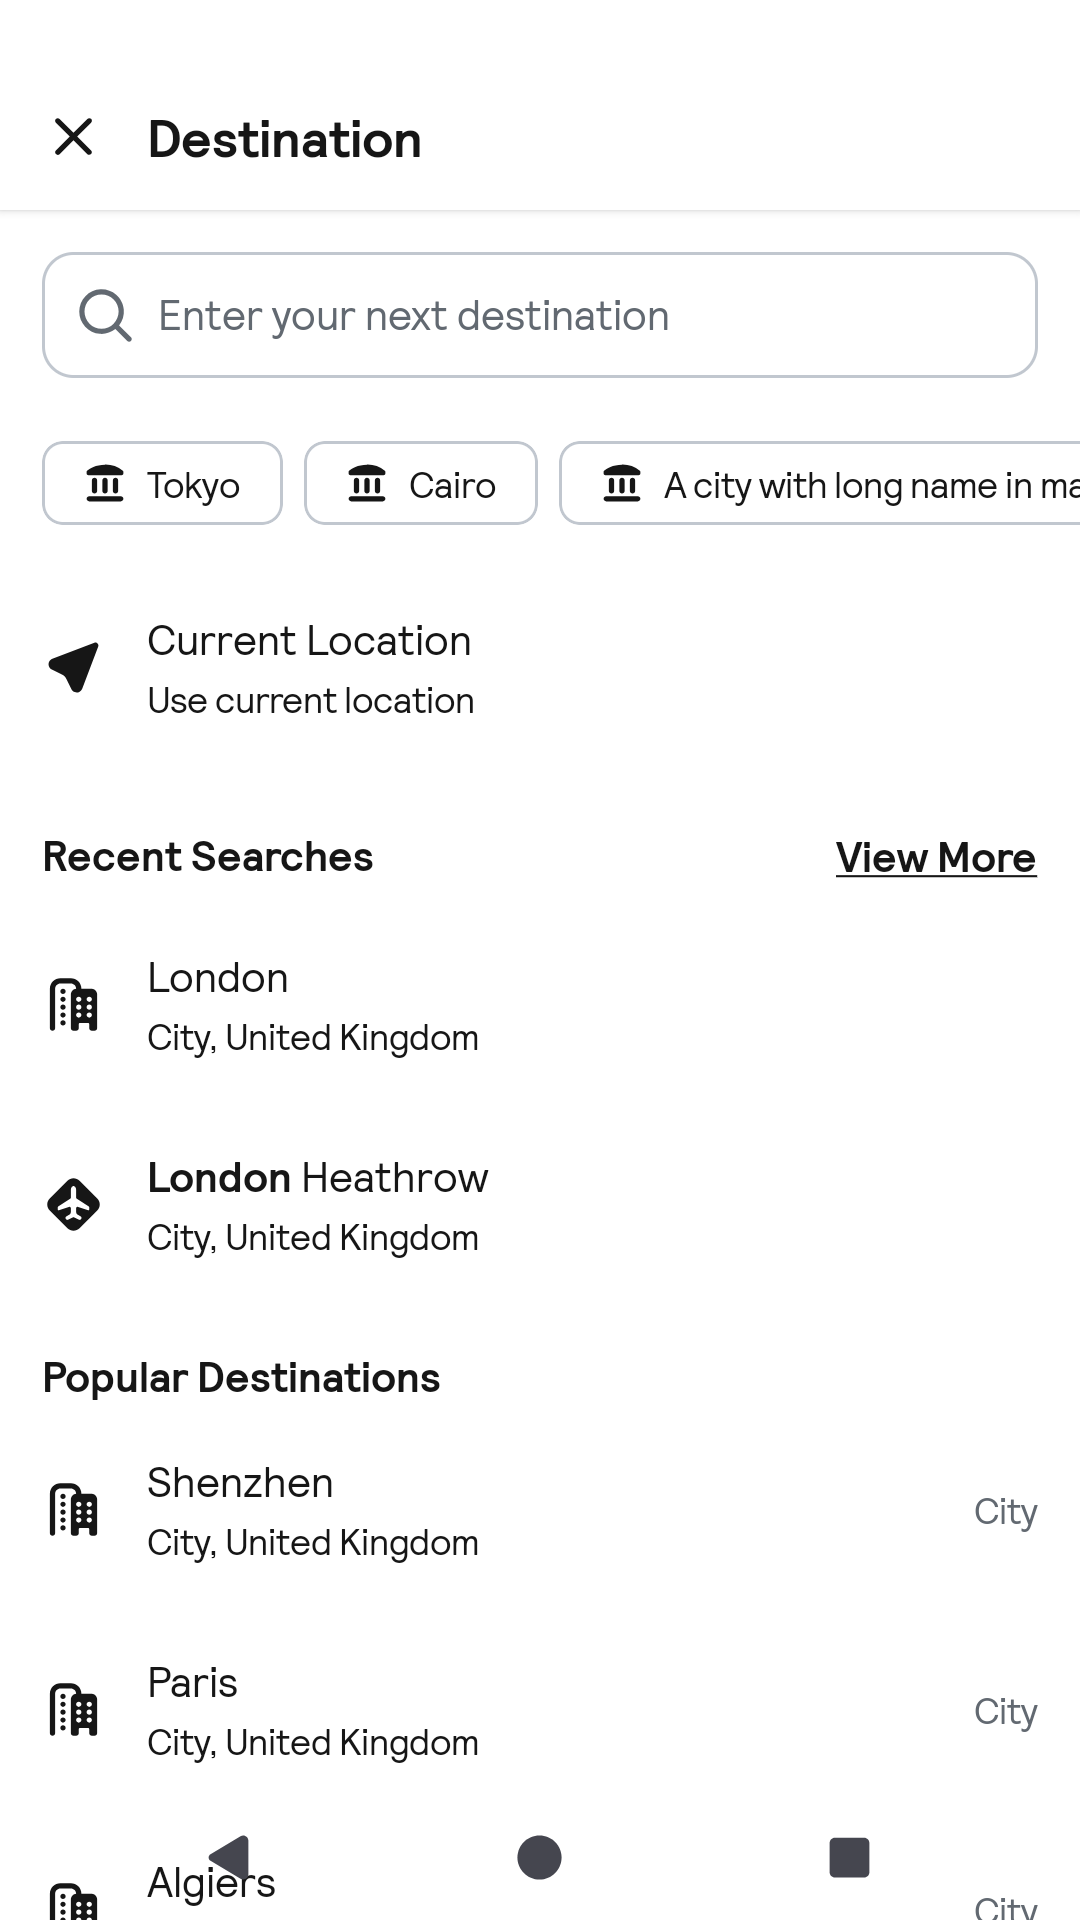 Destination
Enter your next destination
Tokyo
Cairo
A city with long name in
Current Location
Use current location
Recent Searches
View More
London
City, United Kingdom
London Heathrow
City, United Kingdom
Popular Destinations
Shenzhen
City, United Kingdom
City
Paris
City, United Kingdom
City
Algiers
City